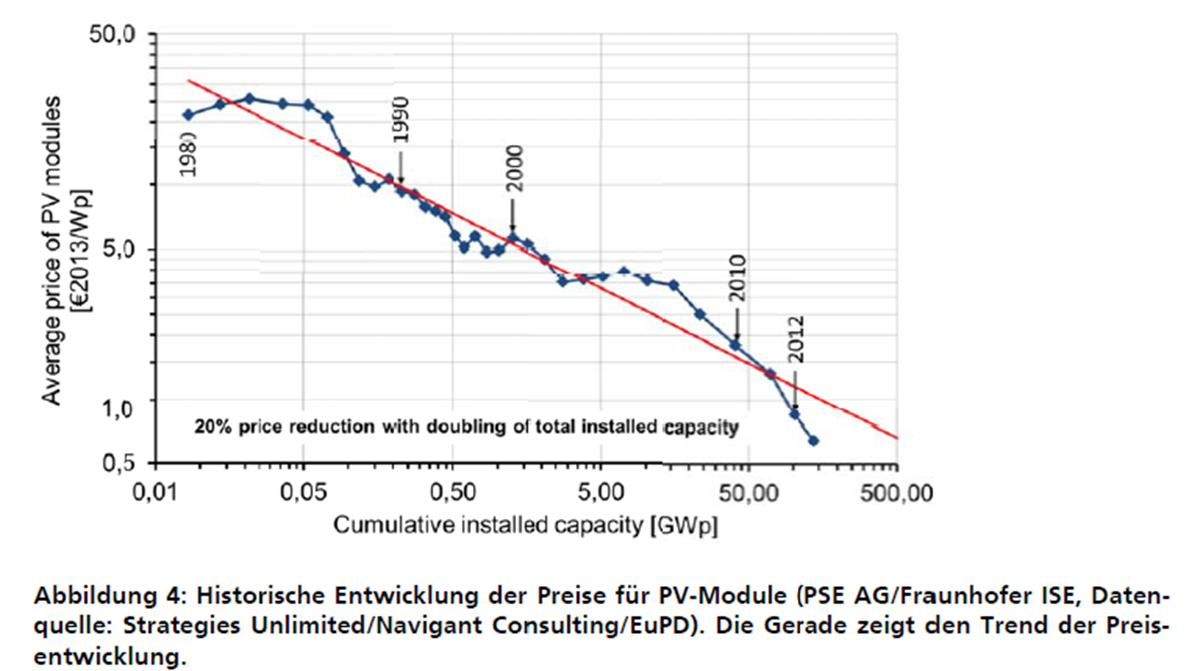 50,0
5,0
1,0
0,5
Average price of PV modules
[€2013/Wp]
1980
1990
2000
2010
2012
20% price reduction with doubling of total installed capacity
0,01 0,05 0,50 5,00 50,00 500,00
Cumulative installed capacity [GWp]
Abbildung 4: Historische Entwicklung der Preise für PV-Module (PSE AG/Fraunhofer ISE, Daten-
quelle: Strategies Unlimited/Navigant Consulting/EuPD). Die Gerade zeigt den Trend der Preis-
entwicklung.